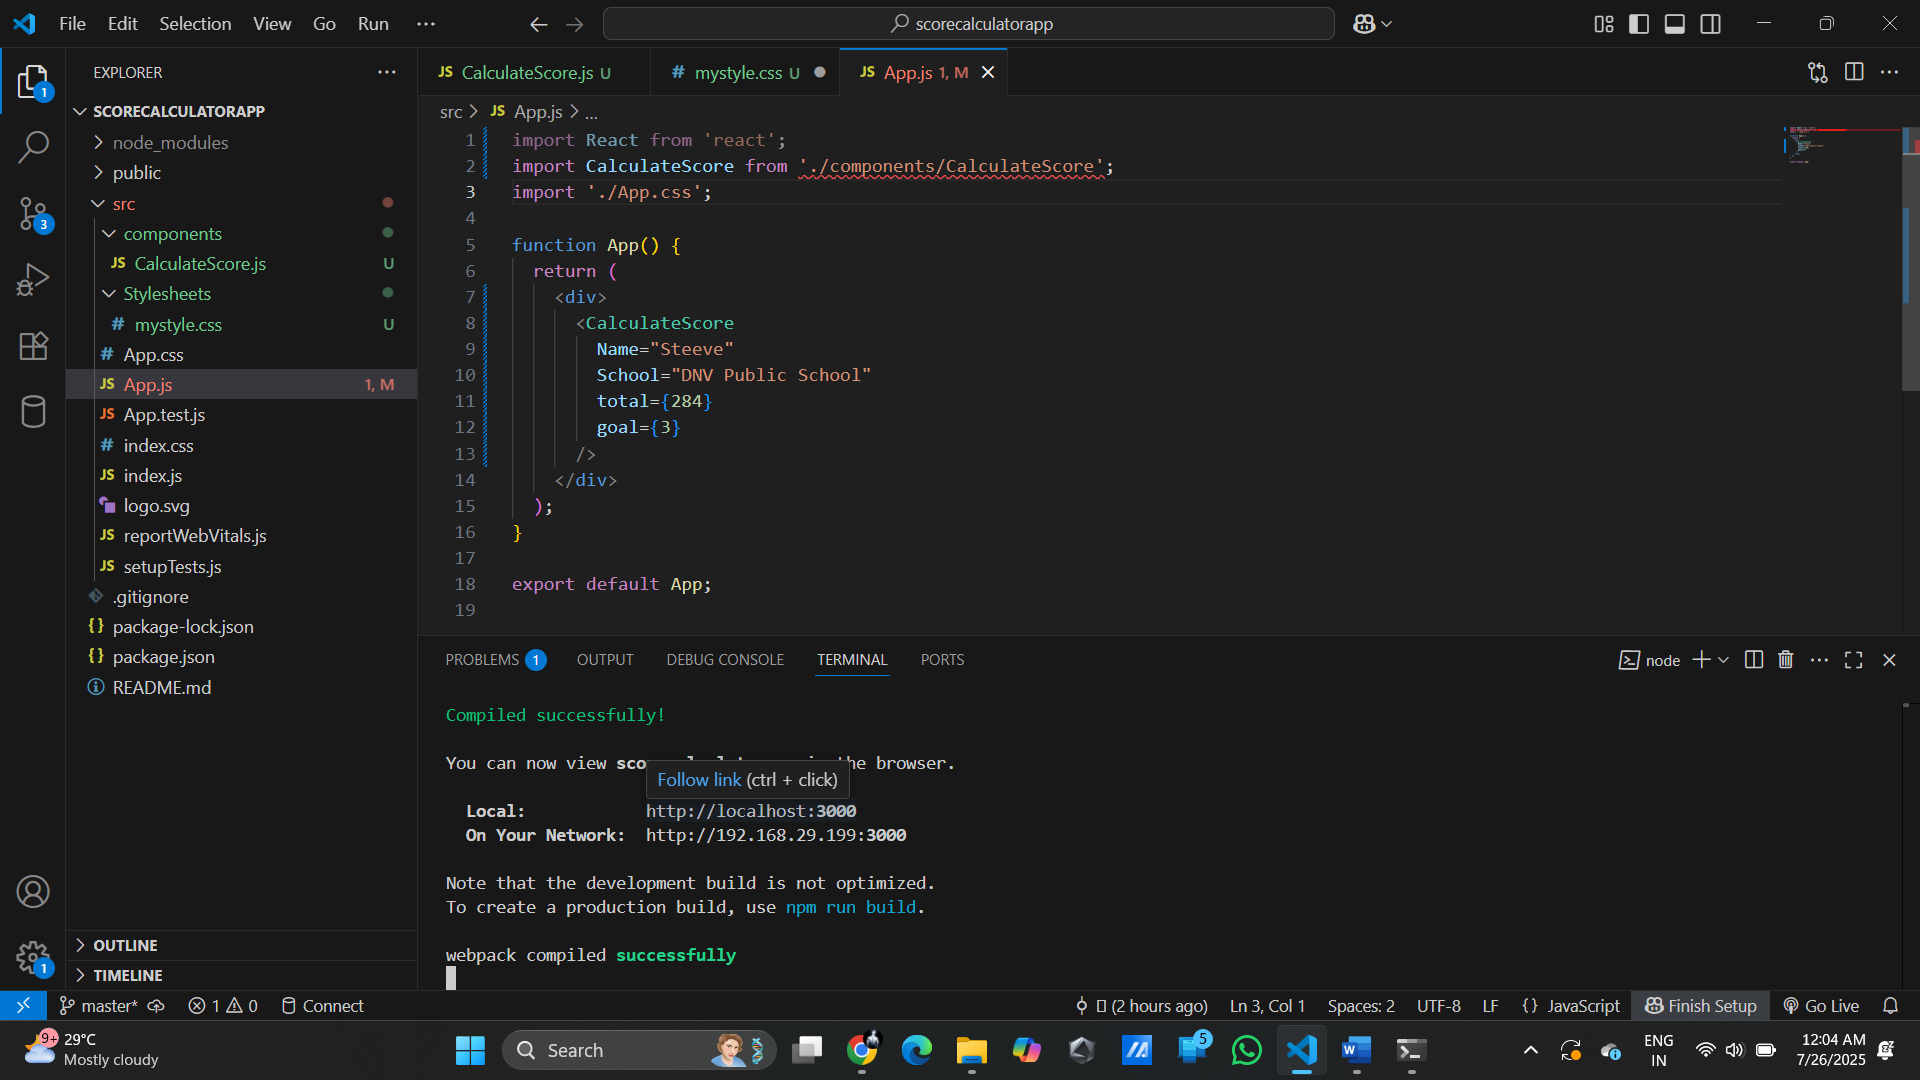 File Edit Selection View Go Run ···
scorecalculatorapp
EXPLORER
SCORECALCULATORAPP
node_modules
public
src
components
CalculateScore.js U
Stylesheets
mystyle.css U
App.css
App.js 1, M
App.test.js
index.css
index.js
logo.svg
reportWebVitals.js
setupTests.js
.gitignore
package-lock.json
package.json
README.md
OUTLINE
TIMELINE
1
3
1
JS CalculateScore.js U
# mystyle.css U
JS App.js 1, M
src > JS App.js > ...
1 import React from 'react';
2 import CalculateScore from './components/CalculateScore';
3 import './App.css';
4
5 function App() {
6 return (
7 <div>
8 <CalculateScore
9 Name="Steeve"
10 School="DNV Public School"
11 total={284}
12 goal={3}
13 />
14 </div>
15 );
16 }
17
18 export default App;
19
PROBLEMS 1 OUTPUT DEBUG CONSOLE TERMINAL PORTS
node
Compiled successfully!
You can now view sco the browser.
Follow link (ctrl + click)
Local: http://localhost:3000
On Your Network: http://192.168.29.199:3000
Note that the development build is not optimized.
To create a production build, use npm run build.
webpack compiled successfully
master* 1 0 Connect
(2 hours ago) Ln 3, Col 1 Spaces: 2 UTF-8 LF {} JavaScript Finish Setup Go Live
9+ 29°C
Mostly cloudy
Search
5
ENG
IN
12:04 AM
7/26/2025